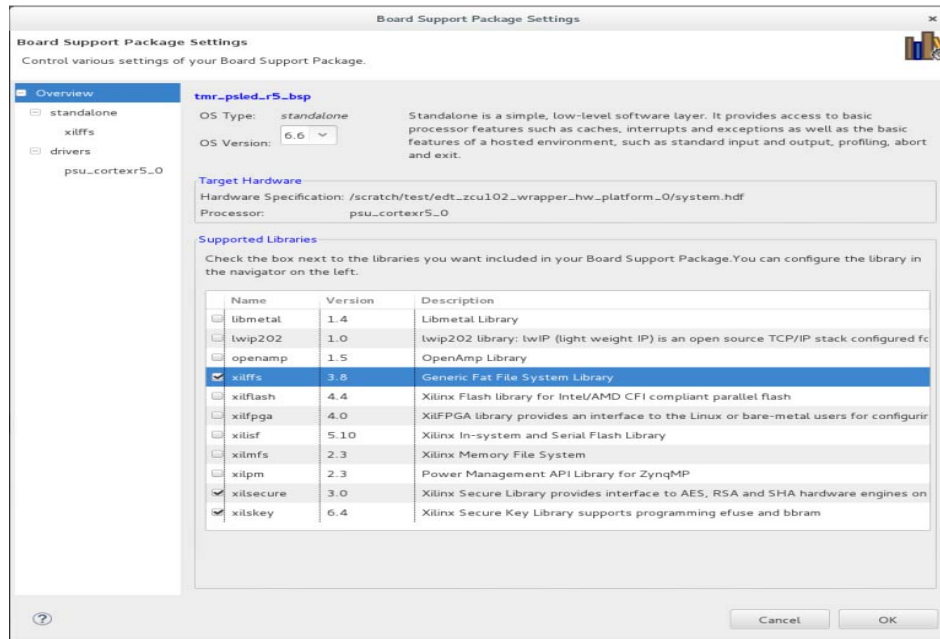 Board Support Package Settings
Board Support Package Settings
Control various settings of your Board Support Package.
Overview
standalone
xilffs
drivers
psu_cortexr5_0
tmr_psled_r5_bsp
OS Type: standalone
OS Version: 6.6
Standalone is a simple, low-level software layer. It provides access to basic
processor features such as caches, interrupts and exceptions as well as the basic
features of a hosted environment, such as standard input and output, profiling, abort
and exit.
Target Hardware
Hardware Specification: /scratch/test/edt_zcu102_wrapper_hw_platform_0/system.hdf
Processor: psu_cortexr5_0
Supported Libraries
Check the box next to the libraries you want included in your Board Support Package.You can configure the library in
the navigator on the left.
Name Version Description
libmetal 1.4 Libmetal Library
lwip202 1.0 lwip202 library: lwIP (light weight IP) is an open source TCP/IP stack configured fo
openamp 1.5 OpenAmp Library
xilffs 3.8 Generic Fat File System Library
xilflash 4.4 Xilinx Flash library for Intel/AMD CFI compliant parallel flash
xilfpga 4.0 XilFPGA library provides an interface to the Linux or bare-metal users for configurin
xilisf 5.10 Xilinx In-system and Serial Flash Library
xilmfs 2.3 Xilinx Memory File System
xilpm 2.3 Power Management API Library for ZynqMP
xilsecure 3.0 Xilinx Secure Library provides interface to AES, RSA and SHA hardware engines on
xilskey 6.4 Xilinx Secure Key Library supports programming efuse and bbram
? Cancel OK